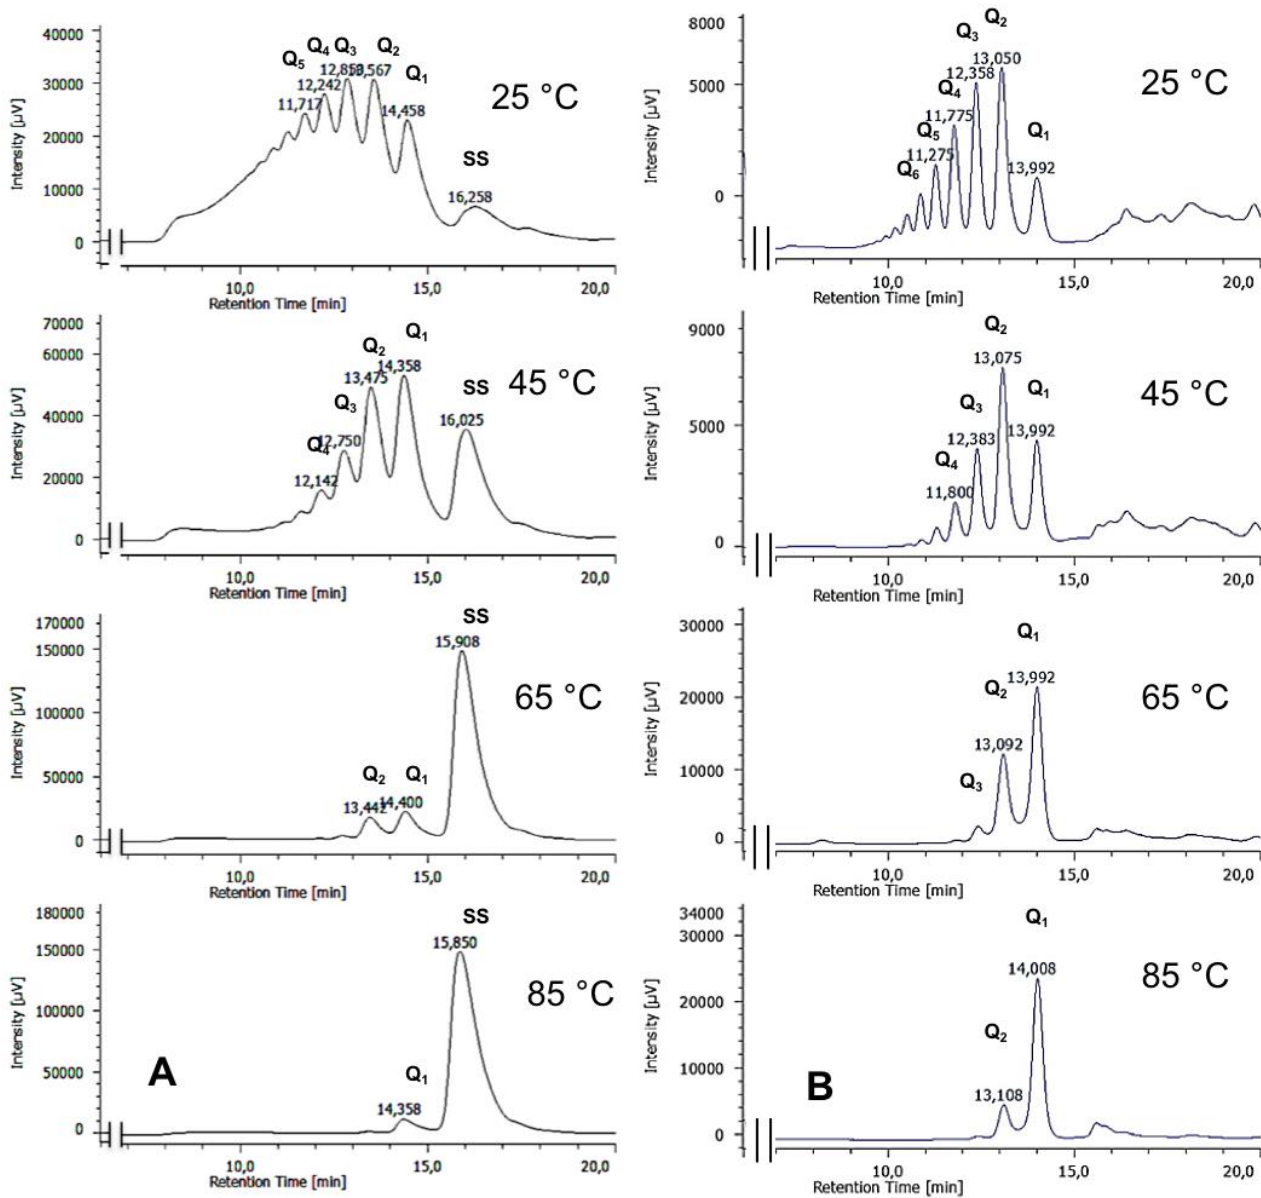 40000
30000
20000
10000
0
Intensity [µV]
Q5
Q4
Q3
Q2
Q1
11,717
12,242
12,850
13,567
14,458
SS
16,258
25 °C
10,0
15,0
20,0
Retention Time [min]
8000
5000
0
Intensity [µV]
Q6
Q5
Q4
Q3
Q2
Q1
11,275
11,775
12,358
13,050
13,992
25 °C
10,0
15,0
20,0
Retention Time [min]
70000
60000
40000
20000
0
Intensity [µV]
Q4
Q3
Q2
Q1
12,142
12,750
13,475
14,358
SS
16,025
45 °C
10,0
15,0
20,0
Retention Time [min]
9000
5000
0
Intensity [µV]
Q4
Q3
Q2
Q1
11,800
12,383
13,075
13,992
45 °C
10,0
15,0
20,0
Retention Time [min]
170000
150000
100000
50000
0
Intensity [µV]
Q2
Q1
13,442
14,400
SS
15,908
65 °C
10,0
15,0
20,0
Retention Time [min]
30000
20000
10000
0
Intensity [µV]
Q3
Q2
Q1
13,092
13,992
65 °C
10,0
15,0
20,0
Retention Time [min]
180000
150000
100000
50000
0
Intensity [µV]
A
Q1
14,358
SS
15,850
85 °C
10,0
15,0
20,0
Retention Time [min]
34000
30000
20000
10000
0
Intensity [µV]
B
Q2
Q1
13,108
14,008
85 °C
10,0
15,0
20,0
Retention Time [min]